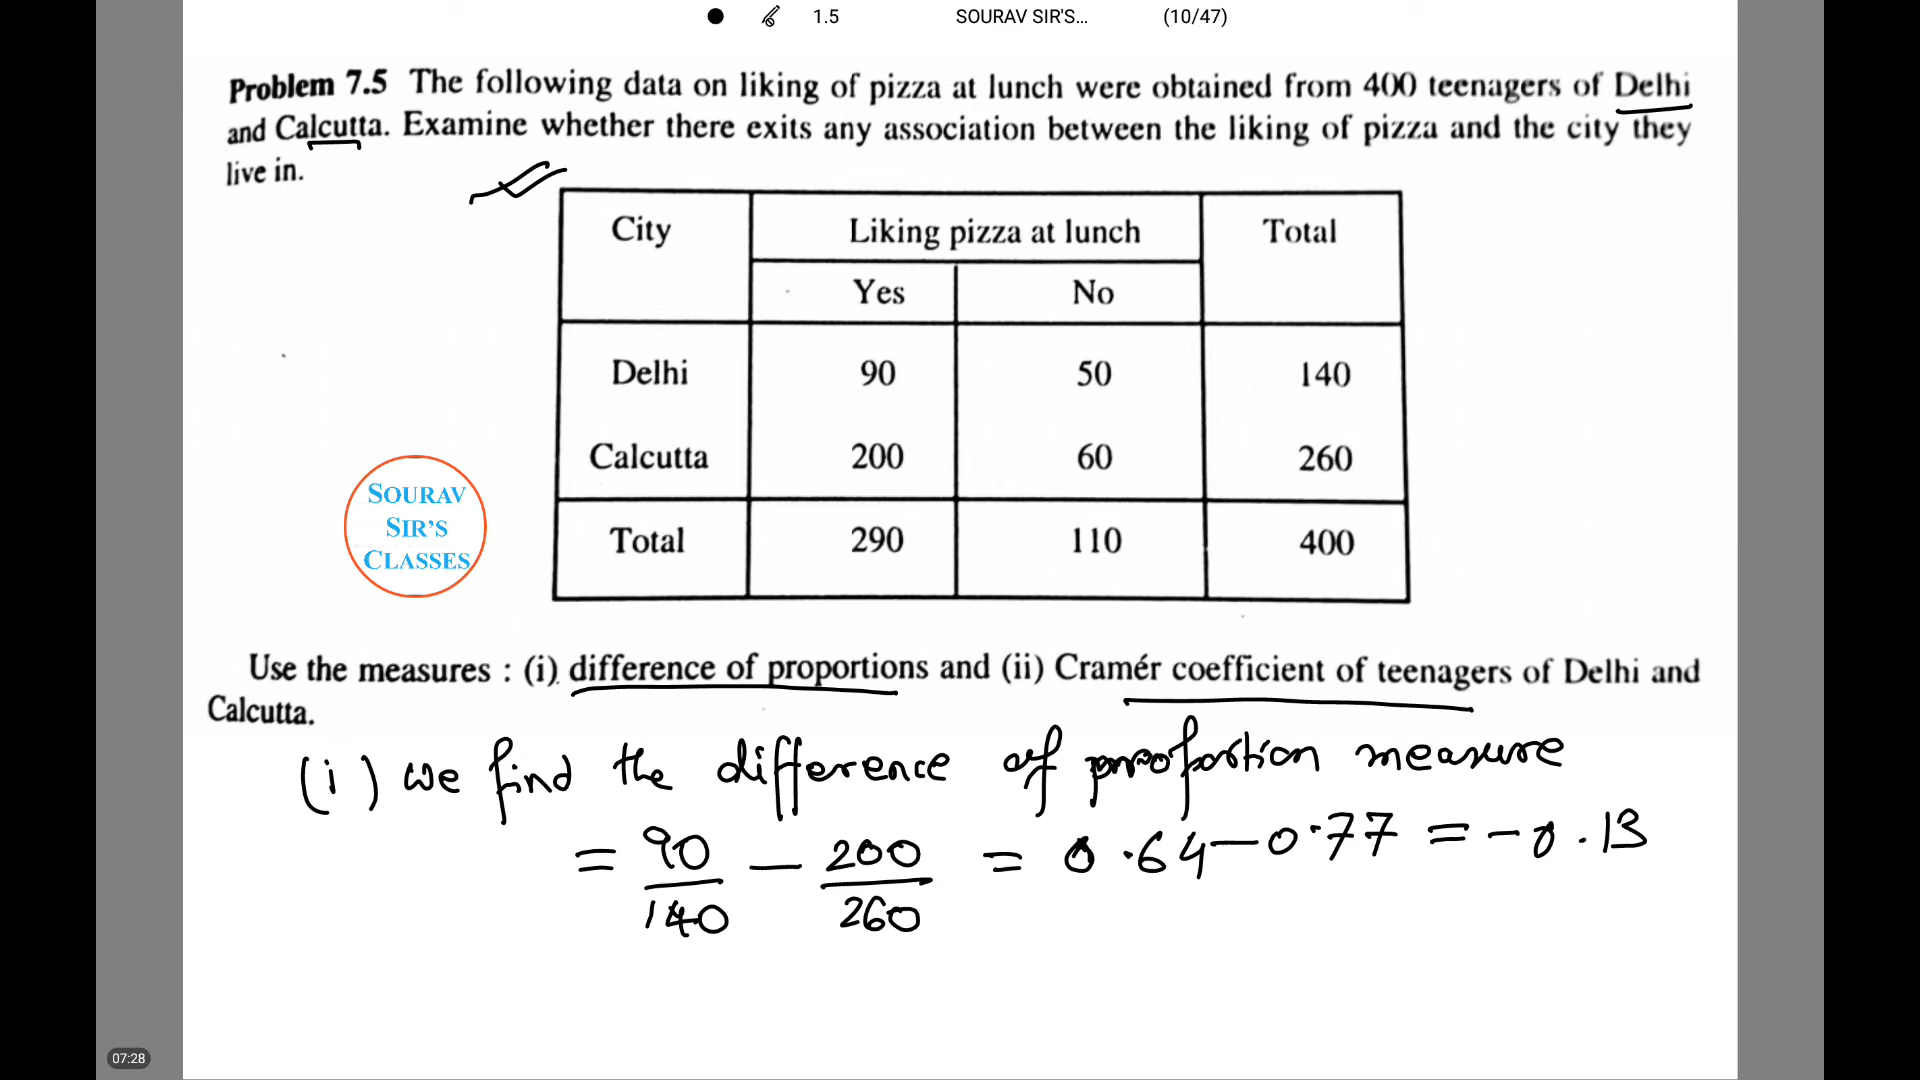 1.5 SOURAV SIR'S... (10/47)
Problem 7.5 The following data on liking of pizza at lunch were obtained from 400 teenagers of Delhi
and Calcutta. Examine whether there exits any association between the liking of pizza and the city they
live in.
City Liking pizza at lunch Total
Yes No
Delhi 90 50 140
Calcutta 200 60 260
Total 290 110 400
SOURAV
SIR'S
CLASSES
Use the measures : (i) difference of proportions and (ii) Cramér coefficient of teenagers of Delhi and
Calcutta.
(i) we find the difference of proportion measure
= 90/140 — 200/260 = 0.64 — 0.77 = -0.13
07:28